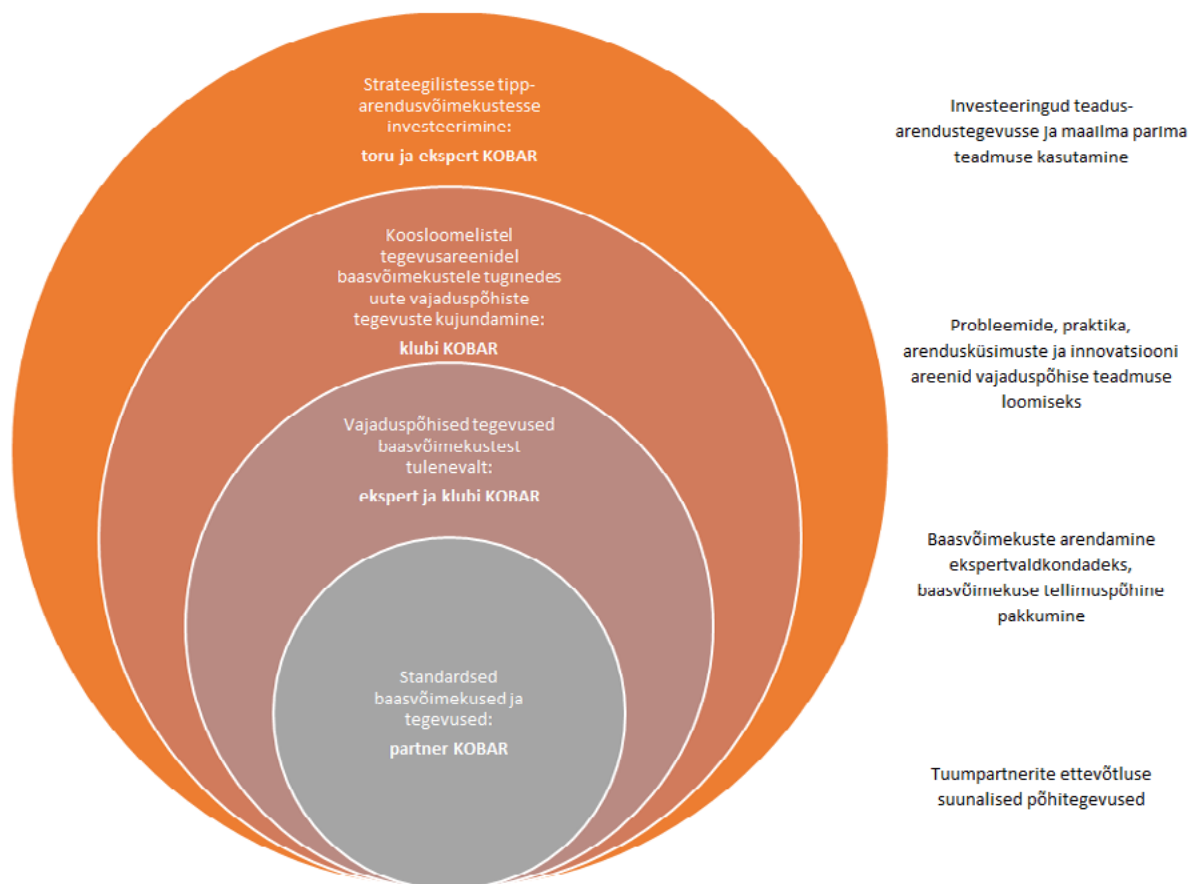 Strateegilistesse tipp-
arendusvõimekustesse
investeerimine:
toru ja ekspert KOBAR
Investeeringud teadus-
arendustegevusse ja maailma parima
teadmuse kasutamine
Koosloomelistel
tegevusareenidel
baasvõimekustele tuginedes
uute vajaduspõhiste
tegevuste kujundamine:
klubi KOBAR
Probleemide, praktika,
arendusküsimuste ja innovatsiooni
areenid vajaduspõhise teadmuse
loomiseks
Vajaduspõhised tegevused
baasvõimekustest
tulenevalt:
ekspert ja klubi KOBAR
Baasvõimekuste arendamine
ekspertvaldkondadeks,
baasvõimekuse tellimuspõhine
pakkumine
Standardsed
baasvõimekused ja
tegevused:
partner KOBAR
Tuumpartnerite ettevõtluse
suunalised põhitegevused